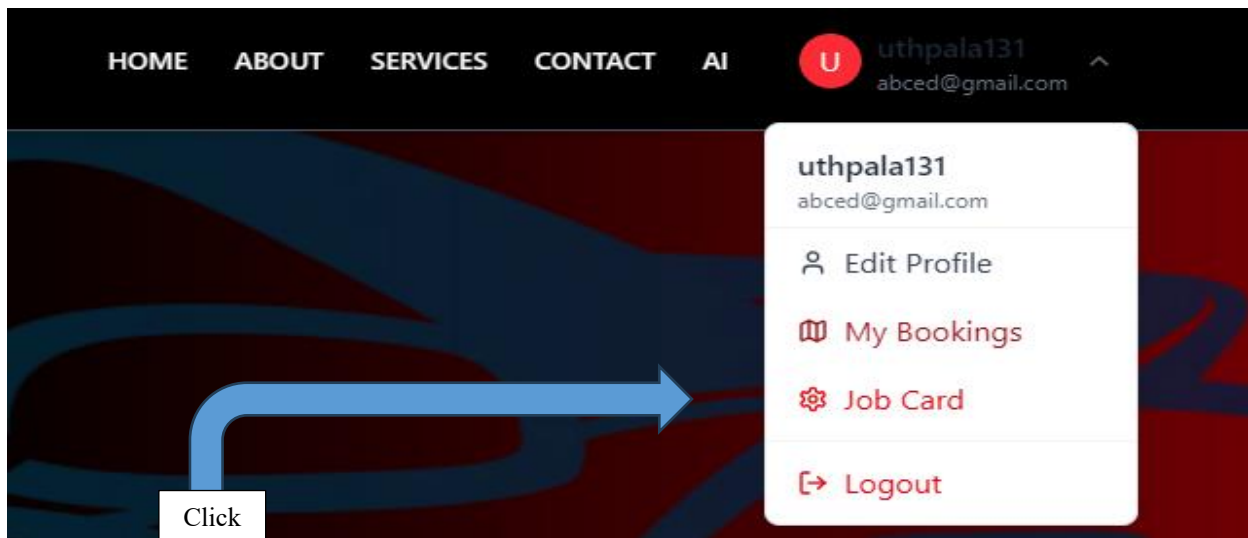 HOME ABOUT SERVICES CONTACT AI U uthpala131
abced@gmail.com
uthpala131
abced@gmail.com
Edit Profile
My Bookings
Job Card
Logout
Click